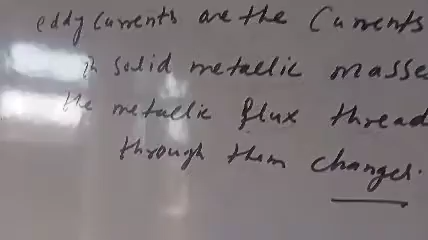 eddy currents are the Currents
in solid metallic masse
the metallic flux thread
through them changes.